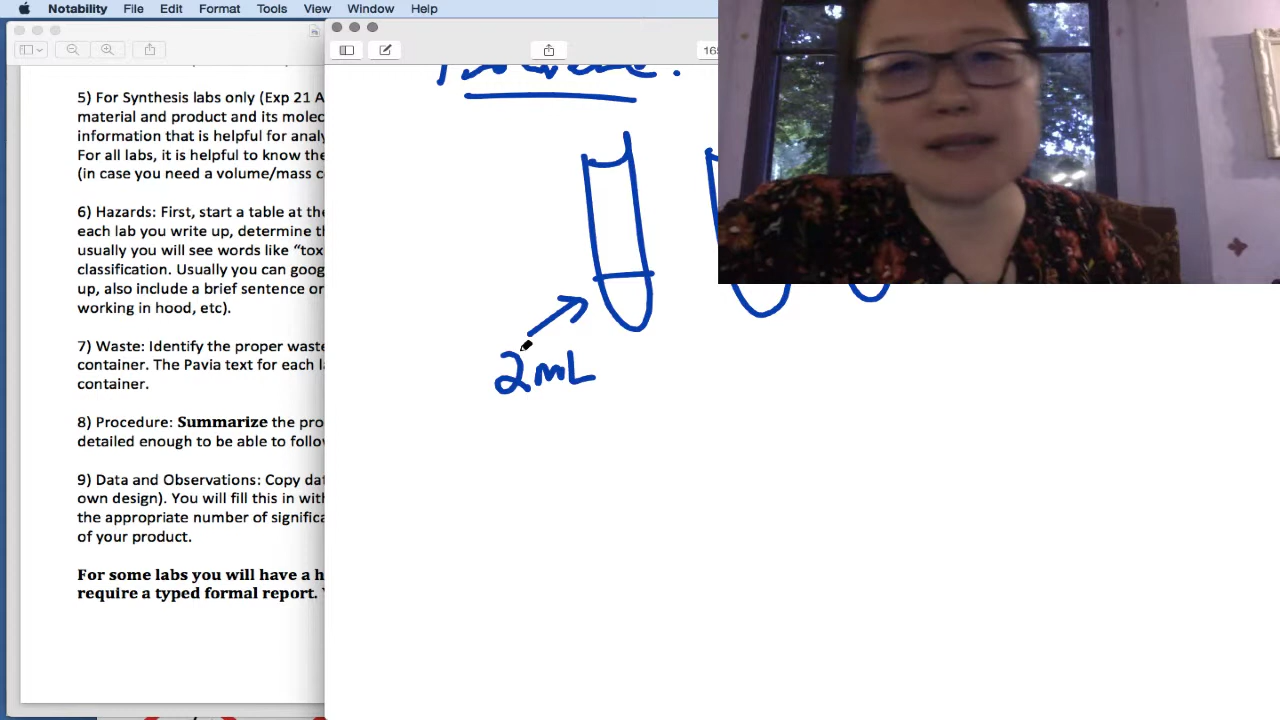 Notability File Edit Format Tools View Window Help
5) For Synthesis labs only (Exp 21 A
material and product and its molec
information that is helpful for analy
For all labs, it is helpful to know the
(in case you need a volume/mass c
6) Hazards: First, start a table at the
each lab you write up, determine th
usually you will see words like “tox
classification. Usually you can goog
up, also include a brief sentence or
working in hood, etc).
7) Waste: Identify the proper waste
container. The Pavia text for each la
container.
8) Procedure: Summarize the pro
detailed enough to be able to follow
9) Data and Observations: Copy dat
own design). You will fill this in with
the appropriate number of significa
of your product.
For some labs you will have a h
require a typed formal report.
2 mL